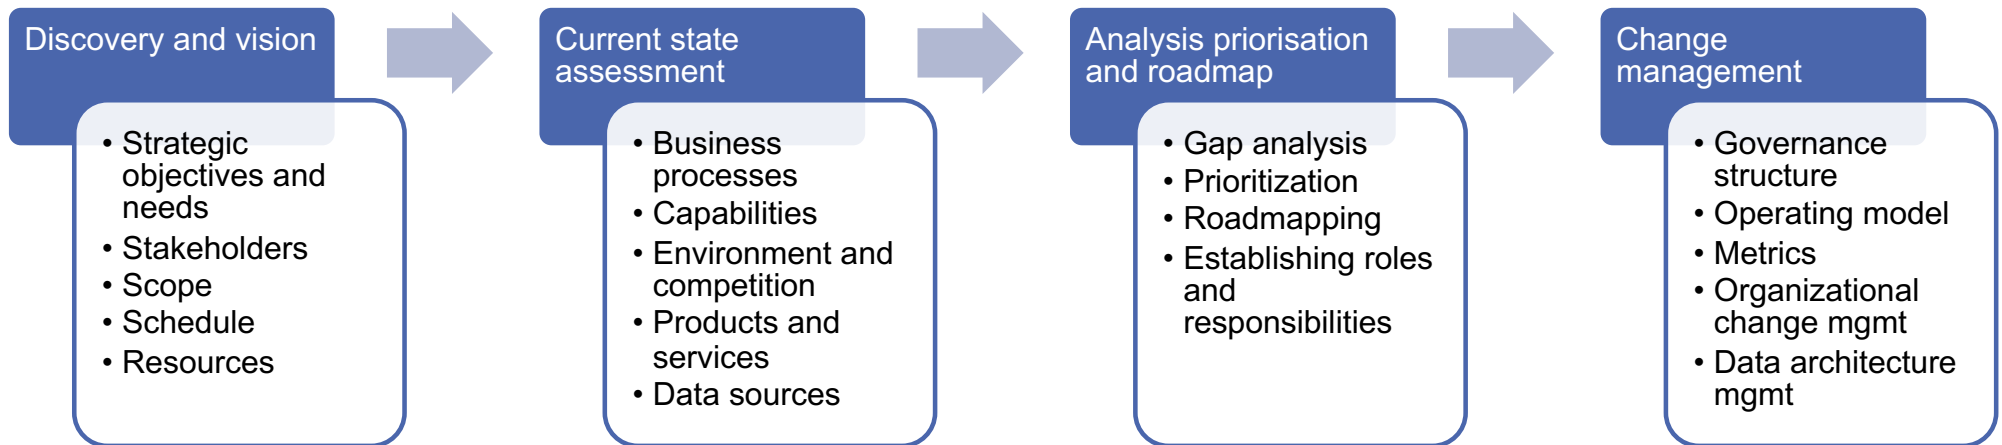 Discovery and vision
• Strategic
objectives and
needs
• Stakeholders
• Scope
• Schedule
• Resources
Current state
assessment
• Business
processes
• Capabilities
• Environment and
competition
• Products and
services
• Data sources
Analysis priorisation
and roadmap
• Gap analysis
• Prioritization
• Roadmapping
• Establishing roles
and
responsibilities
Change
management
• Governance
structure
• Operating model
• Metrics
• Organizational
change mgmt
• Data architecture
mgmt